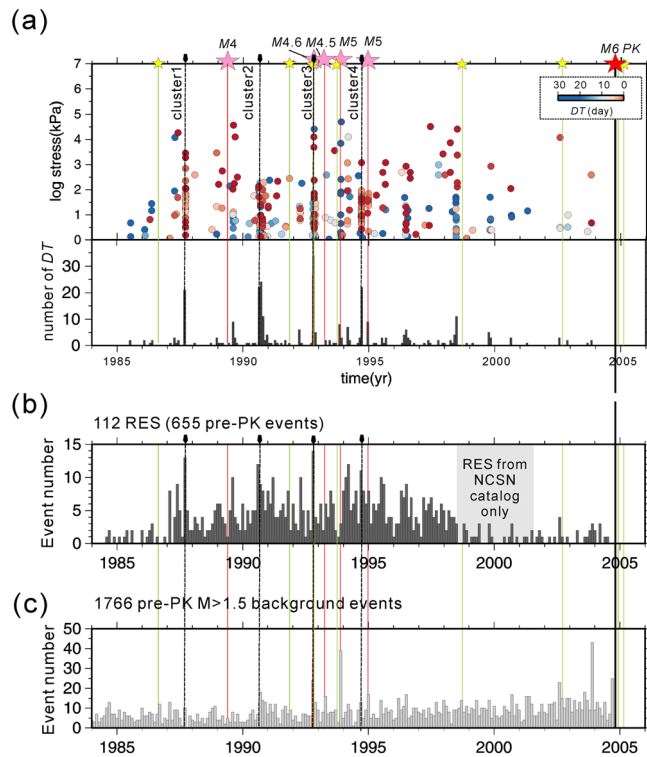 (a)
M4
M4.6
M4.5
M5
M5
M6 PK
cluster1
cluster2
cluster3
cluster4
30 20 10 0
DT (day)
log stress(kPa)
7
6
5
4
3
2
1
0
number of DT
30
20
10
0
1985 1990 1995 2000 2005
time(yr)
(b)
112 RES (655 pre-PK events)
Event number
15
10
5
0
RES from
NCSN
catalog
only
1985 1990 1995 2000 2005
(c)
1766 pre-PK M>1.5 background events
Event number
50
40
30
20
10
0
1985 1990 1995 2000 2005